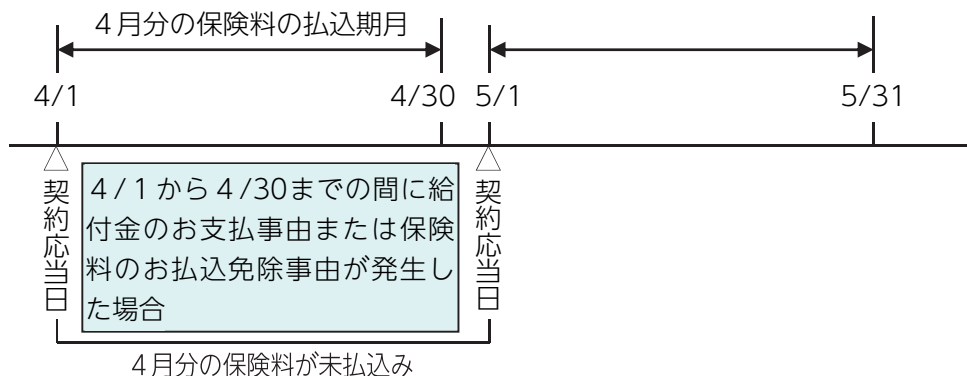 ４月分の保険料の払込期月
4/1
4/30
5/1
5/31
△
△
契約応当日
４/１から４/30までの間に給
付金のお支払事由または保険
料のお払込免除事由が発生し
た場合
契約応当日
４月分の保険料が未払込み